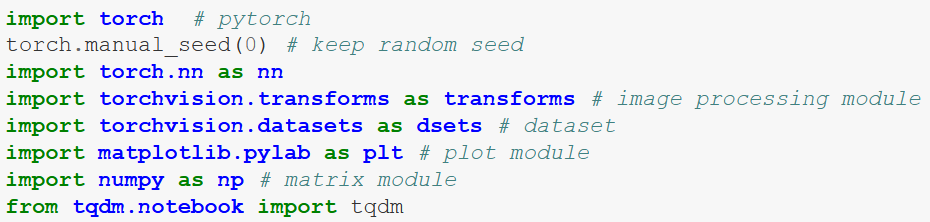 import torch  # pytorch
torch.manual_seed(0) # keep random seed
import torch.nn as nn
import torchvision.transforms as transforms # image processing module
import torchvision.datasets as dsets # dataset
import matplotlib.pylab as plt # plot module
import numpy as np # matrix module
from tqdm.notebook import tqdm